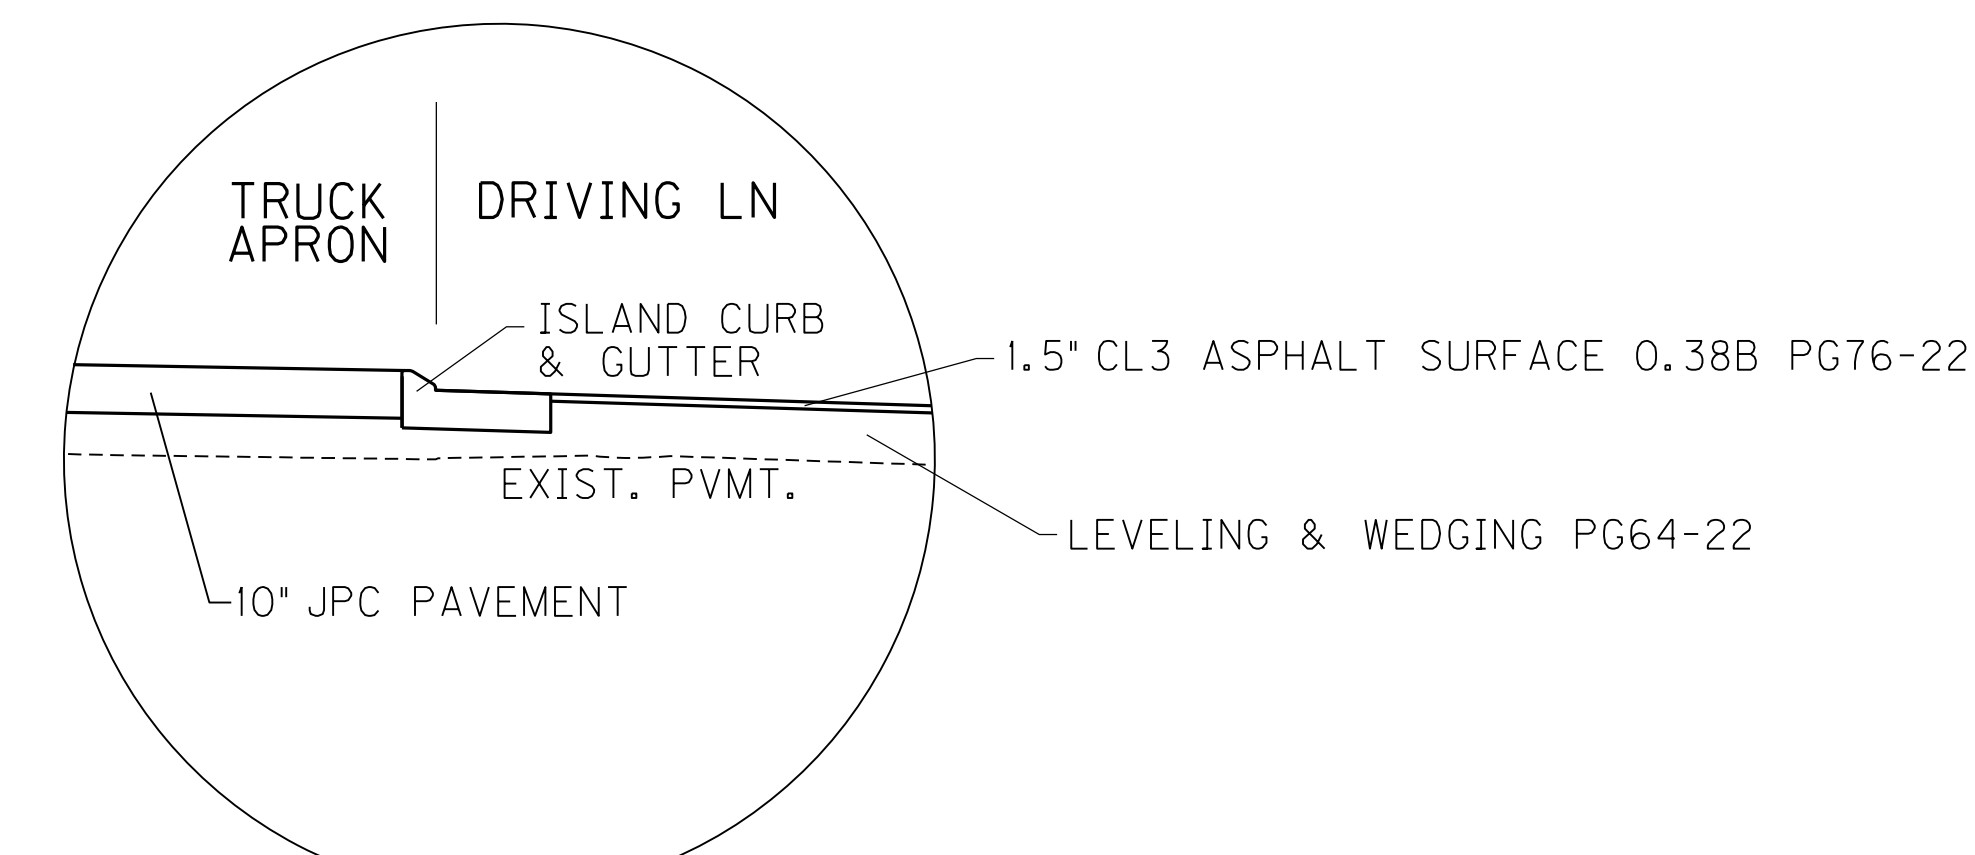 TRUCK
APRON
DRIVING LN
ISLAND CURB
& GUTTER
1.5" CL3 ASPHALT SURFACE 0.38B PG76-22
EXIST. PVMT.
LEVELING & WEDGING PG64-22
10" JPC PAVEMENT